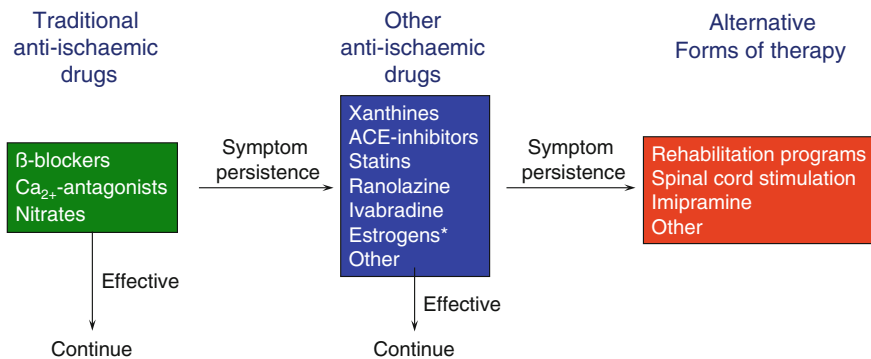 Traditional
anti-ischaemic
drugs
Other
anti-ischaemic
drugs
Alternative
Forms of therapy
ß-blockers
Ca₂₊-antagonists
Nitrates
Symptom
persistence
Xanthines
ACE-inhibitors
Statins
Ranolazine
Ivabradine
Estrogens*
Other
Symptom
persistence
Rehabilitation programs
Spinal cord stimulation
Imipramine
Other
Effective
Continue
Effective
Continue